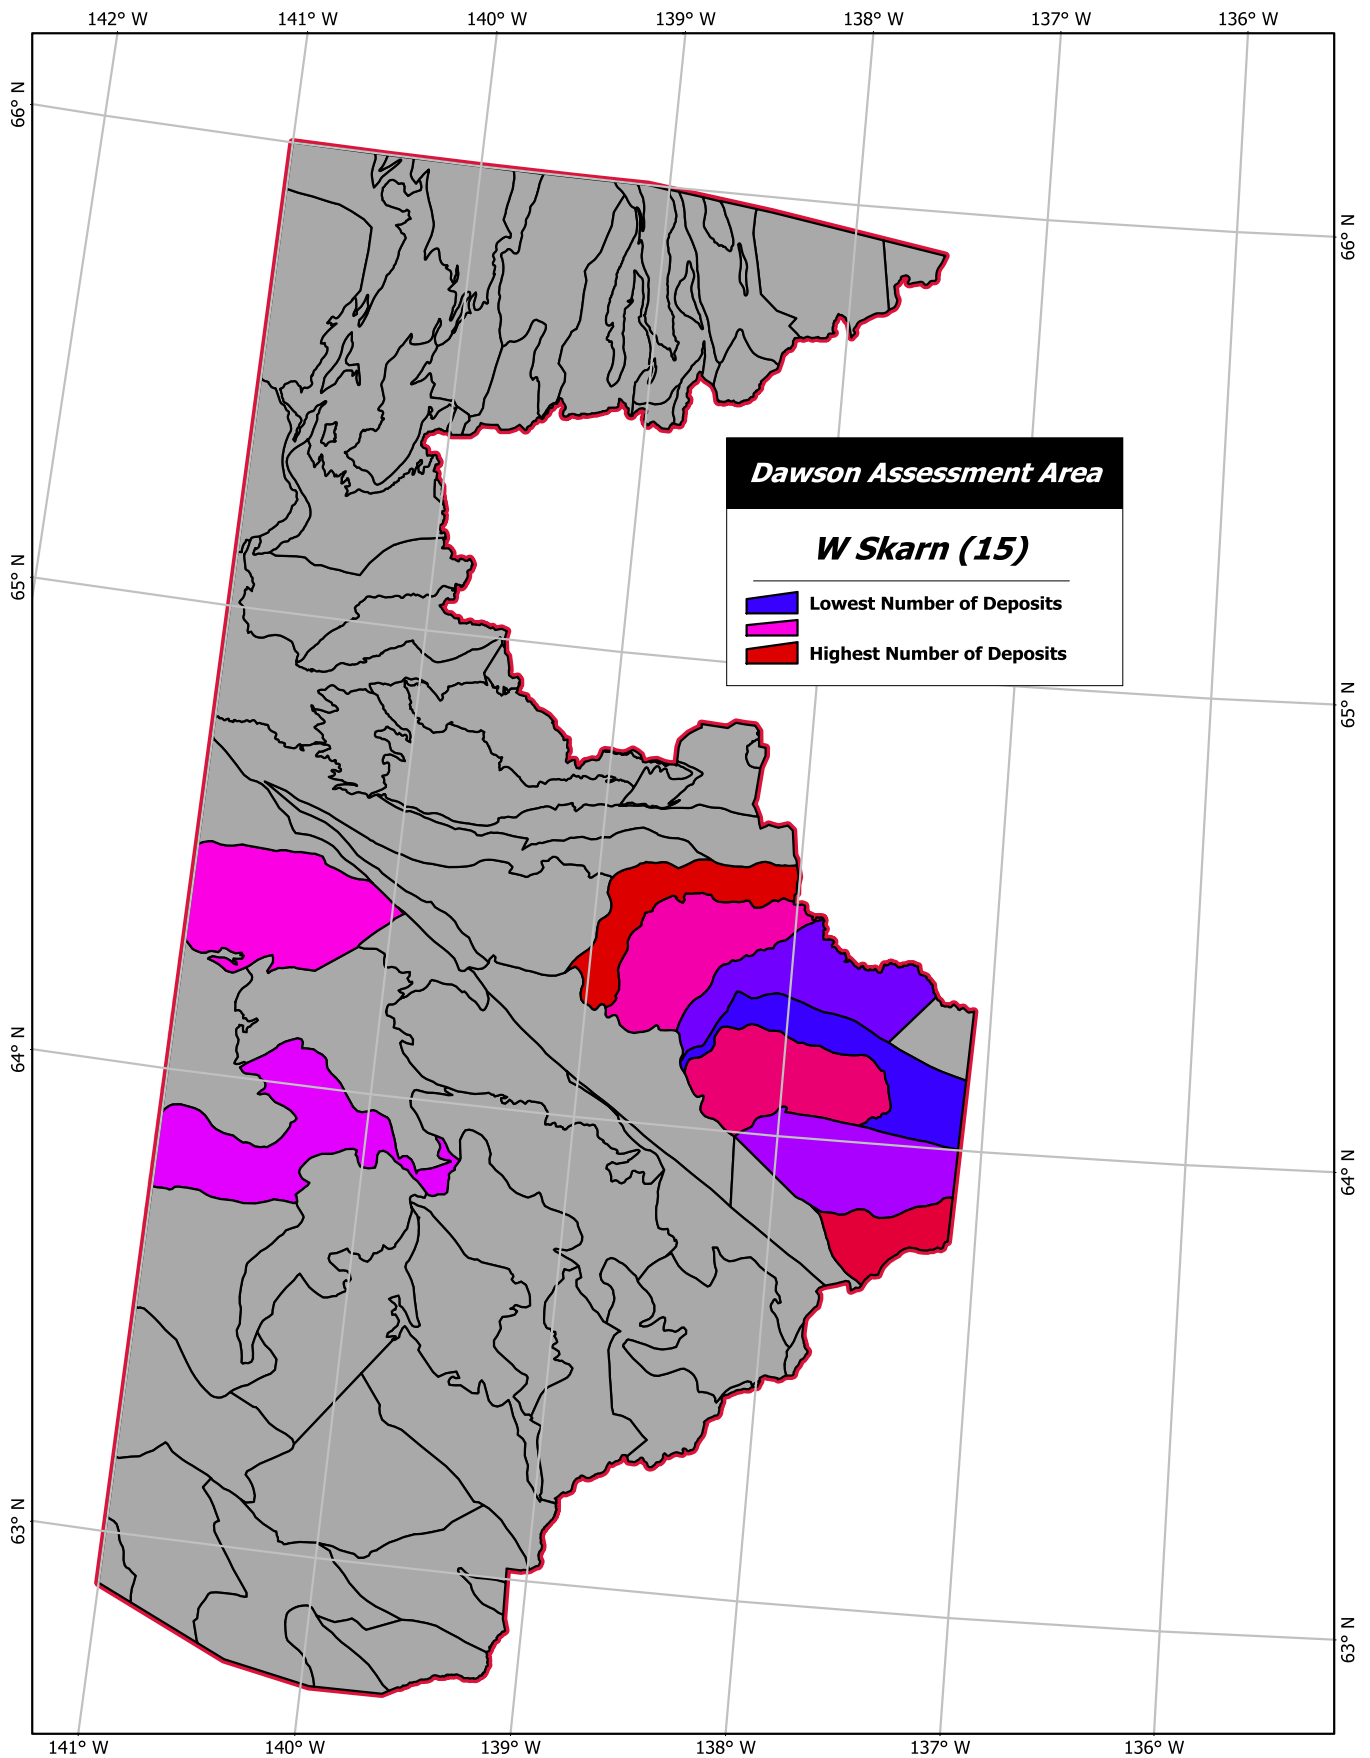 142° W 141° W 140° W 139° W 138° W 137° W 136° W
66° N
66° N
Dawson Assessment Area
W Skarn (15)
65° N
Lowest Number of Deposits
Highest Number of Deposits
65° N
64° N
64° N
63° N
63° N
141° W 140° W 139° W 138° W 137° W 136° W